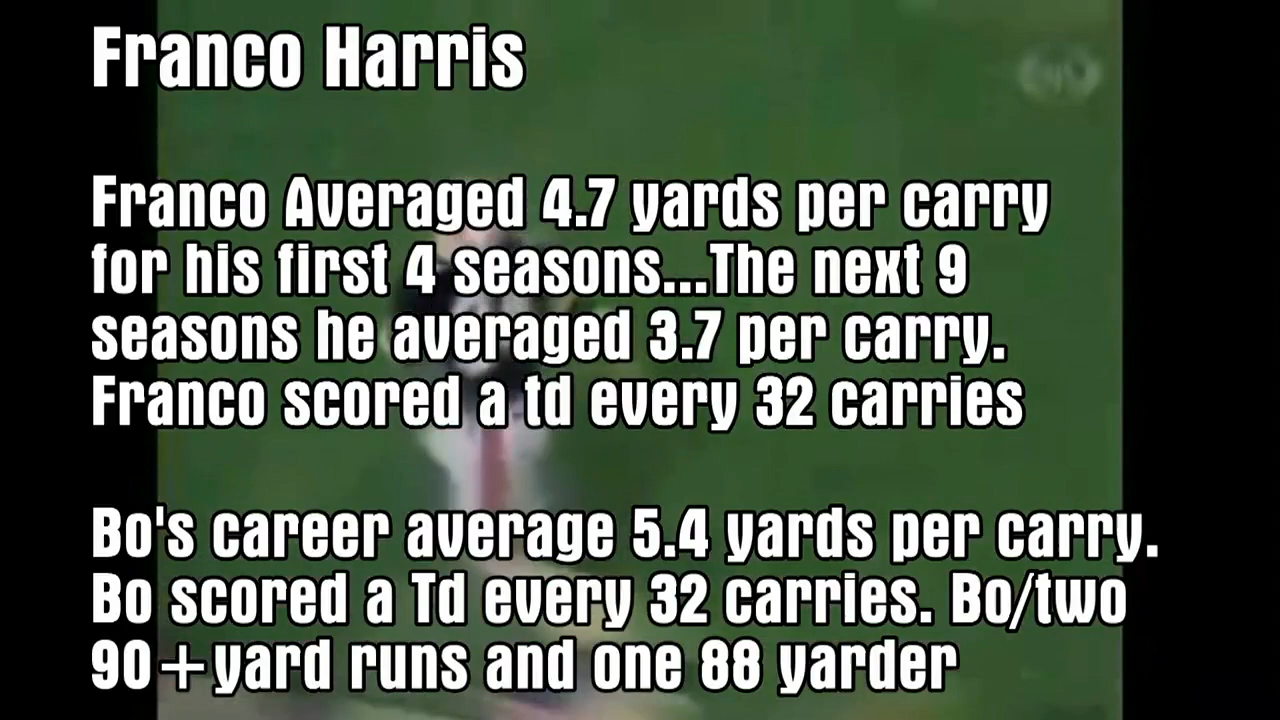 Franco Harris
Franco Averaged 4.7 yards per carry
for his first 4 seasons...The next 9
seasons he averaged 3.7 per carry.
Franco scored a td every 32 carries
Bo's career average 5.4 yards per carry.
Bo scored a Td every 32 carries. Bo/two
90+yard runs and one 88 yarder